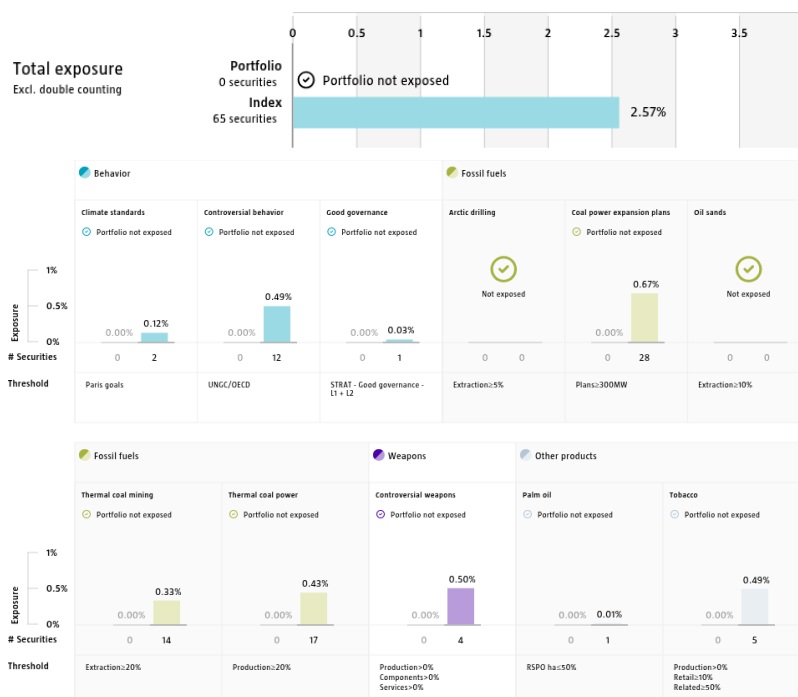 0 0.5 1 1.5 2 2.5 3 3.5
Total exposure
Excl. double counting
Portfolio
0 securities
Portfolio not exposed
Index
65 securities
2.57%
Behavior
Fossil fuels
Climate standards Controversial behavior Good governance Arctic drilling Coal power expansion plans Oil sands
Portfolio not exposed Portfolio not exposed Portfolio not exposed Portfolio not exposed
Not exposed Not exposed
Exposure
1%
0.5%
0%
0.00% 0.12% 0.00% 0.49% 0.00% 0.03% 0.00% 0.67%
# Securities 0 2 0 12 0 1 0 0 0 28 0 0
Threshold Paris goals UNGC/OECD STRAT - Good governance - Extraction≥5% Plans≥300MW Extraction≥10%
L1 + L2
Fossil fuels
Weapons
Other products
Thermal coal mining Thermal coal power Controversial weapons Palm oil Tobacco
Portfolio not exposed Portfolio not exposed Portfolio not exposed Portfolio not exposed Portfolio not exposed
Exposure
1%
0.5%
0%
0.00% 0.33% 0.00% 0.43% 0.00% 0.50% 0.00% 0.01% 0.00% 0.49%
# Securities 0 14 0 17 0 4 0 1 0 5
Threshold Extraction≥20% Production≥20% Production>0% RSPO ha≤50% Production>0%
Components>0% Retail≥10%
Services>0% Related≥50%